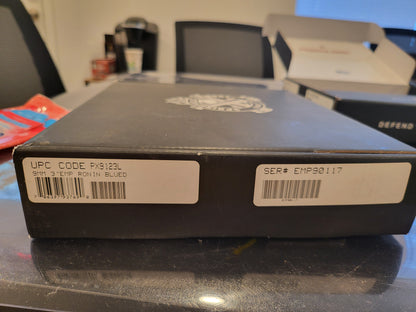 UPC CODE PX9123L
9MM 3"EMP RONIN BLUED
SER# EMP90117
DEFEND